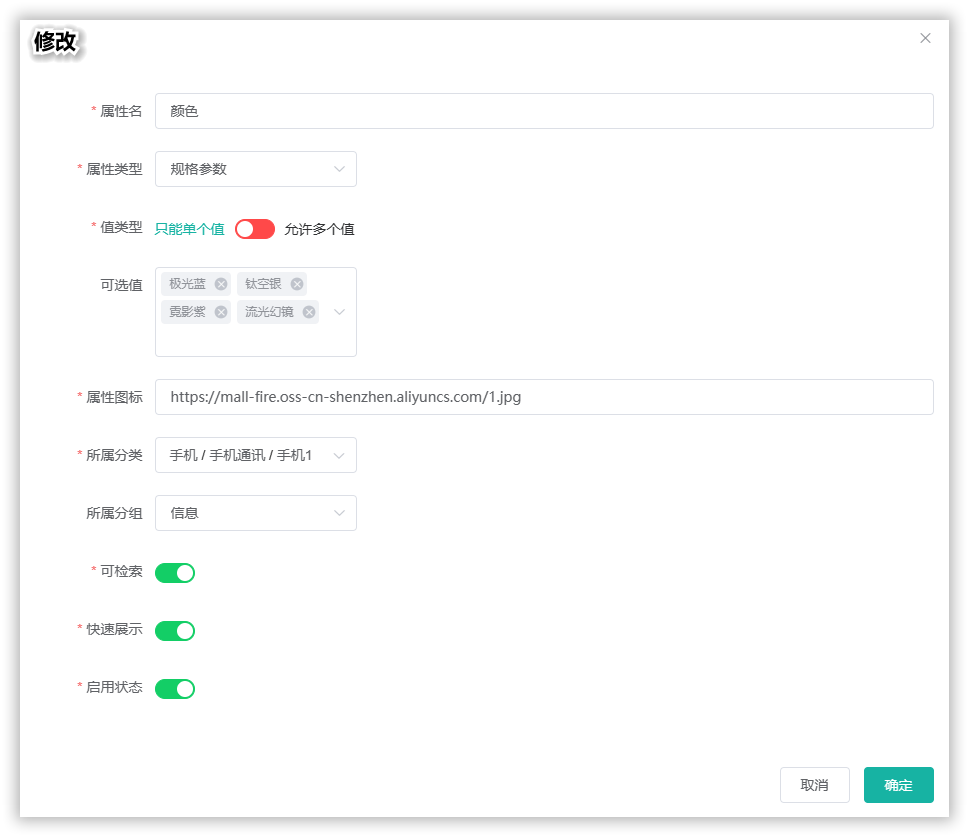 修改
* 属性名 颜色
* 属性类型 规格参数
* 值类型 只能单个值 允许多个值
可选值 极光蓝 钛空银
霓影紫 流光幻镜
* 属性图标 https://mall-fire.oss-cn-shenzhen.aliyuncs.com/1.jpg
* 所属分类 手机 / 手机通讯 / 手机1
所属分组 信息
* 可检索
* 快速展示
* 启用状态
取消 确定